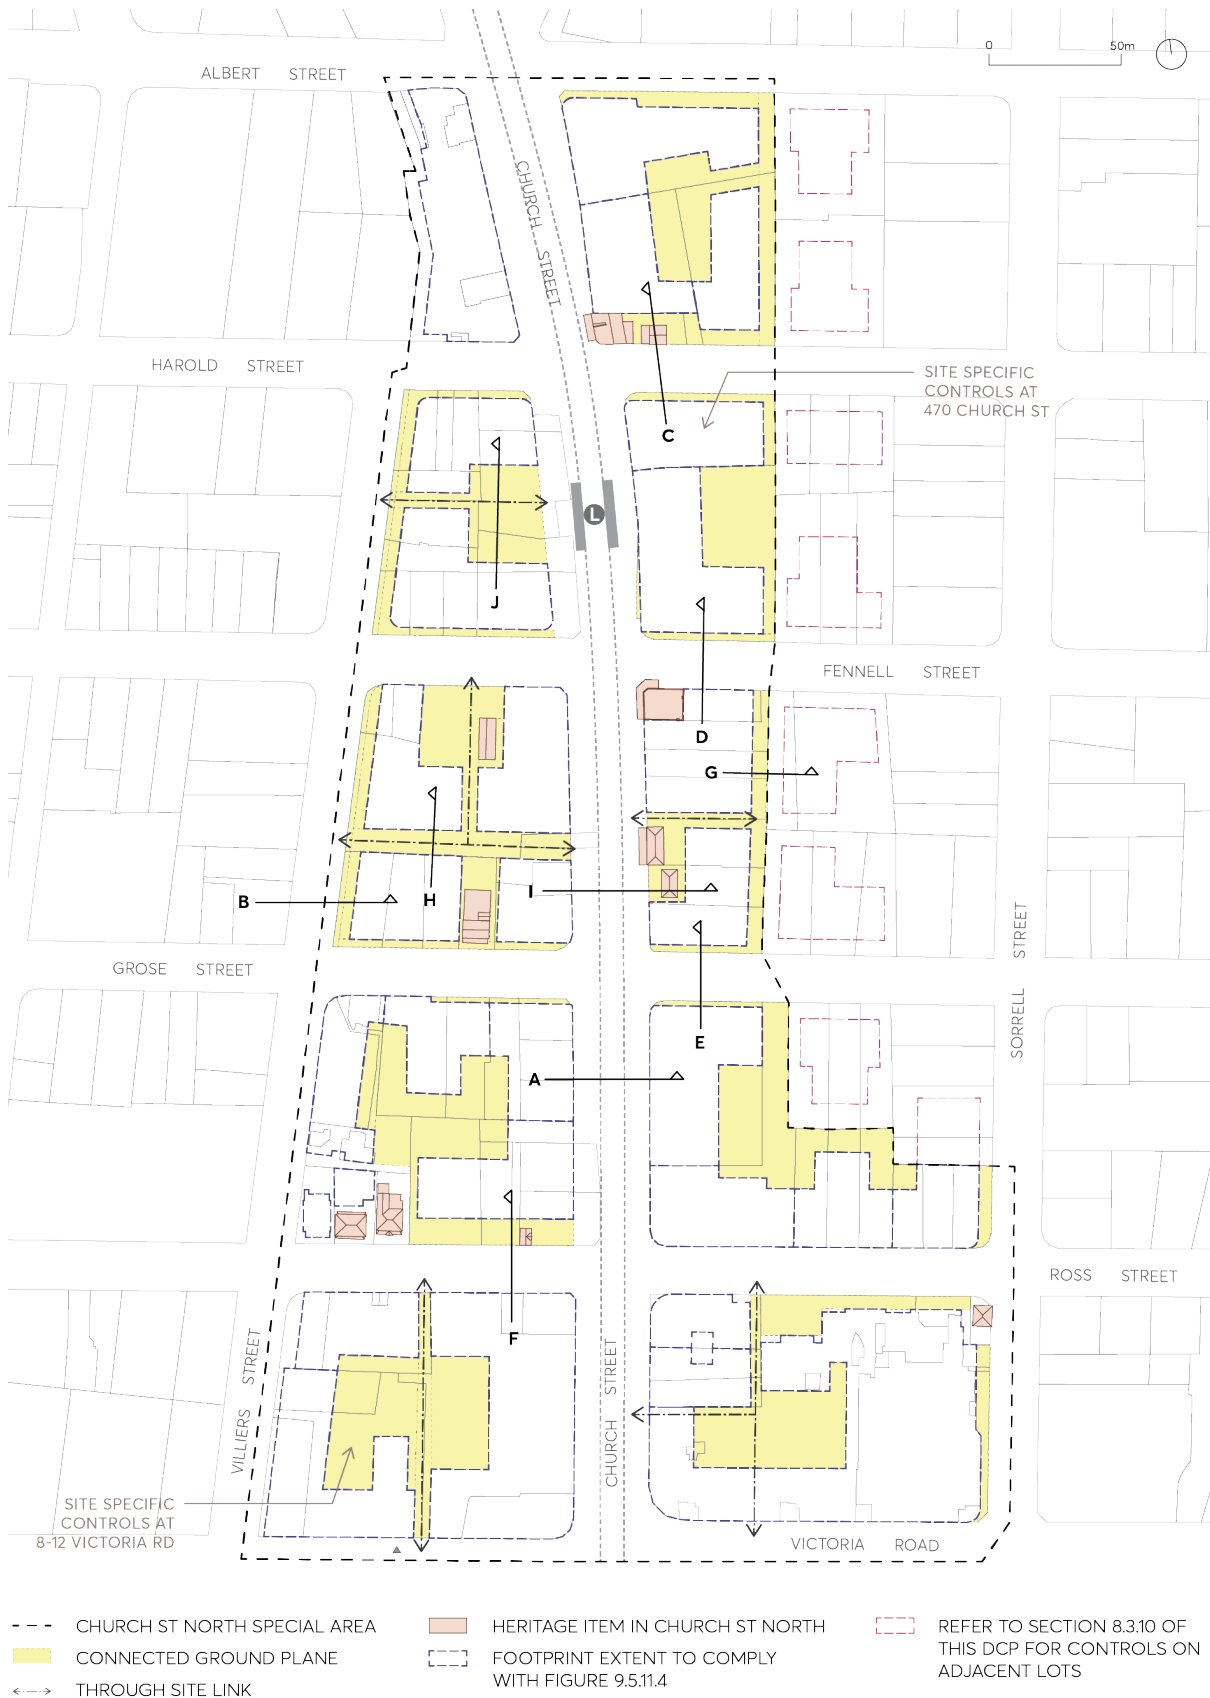 ALBERT STREET
0 50m
CHURCH STREET
HAROLD STREET
SITE SPECIFIC
CONTROLS AT
470 CHURCH ST
C
L
J
FENNELL STREET
D
G
B
H
I
GROSE STREET
SORRELL STREET
E
A
ROSS STREET
F
VILLIERS STREET
CHURCH STREET
SITE SPECIFIC
CONTROLS AT
8-12 VICTORIA RD
VICTORIA ROAD
CHURCH ST NORTH SPECIAL AREA
CONNECTED GROUND PLANE
THROUGH SITE LINK
HERITAGE ITEM IN CHURCH ST NORTH
FOOTPRINT EXTENT TO COMPLY
WITH FIGURE 9.5.11.4
REFER TO SECTION 8.3.10 OF
THIS DCP FOR CONTROLS ON
ADJACENT LOTS